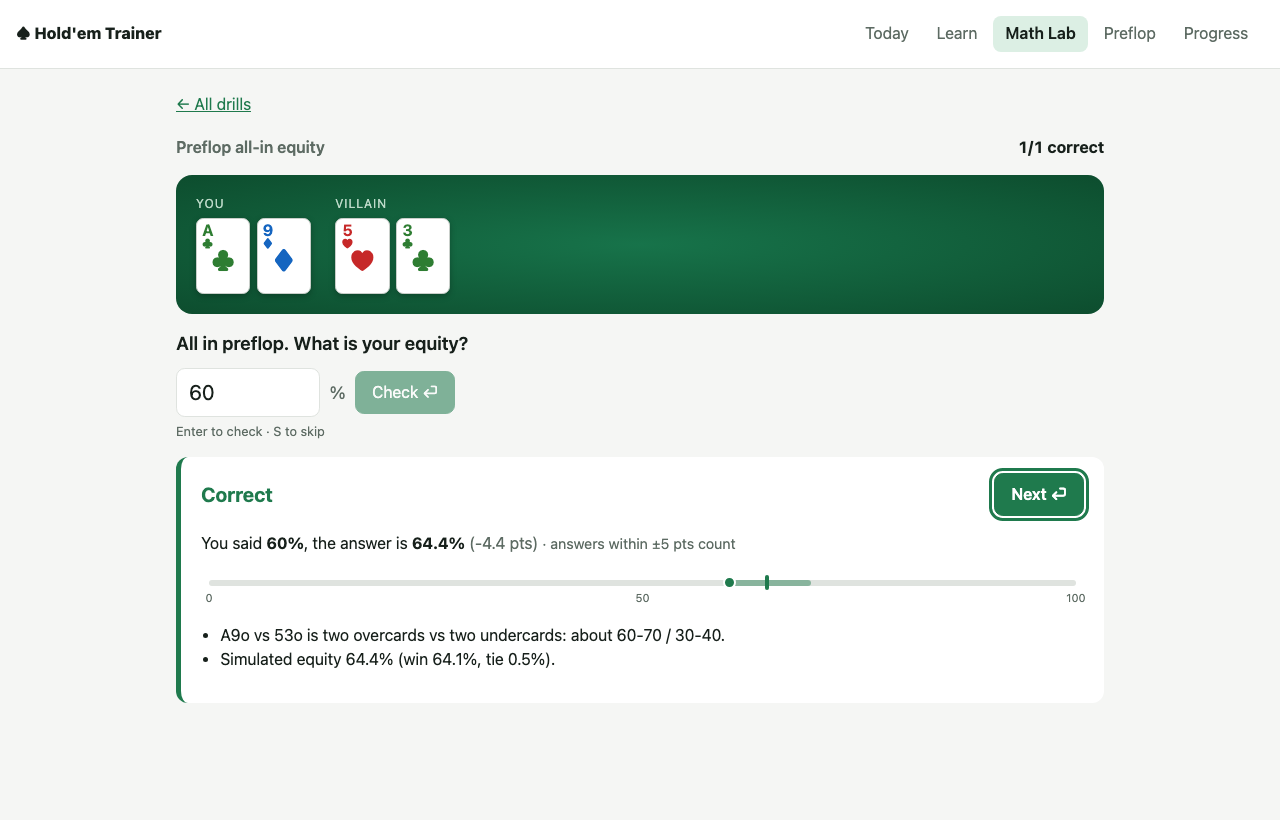 Hold'em Trainer
Today Learn Math Lab Preflop Progress
← All drills
Preflop all-in equity 1/1 correct
YOU VILLAIN
A 9 5 3
All in preflop. What is your equity?
60 % Check ⏎
Enter to check · S to skip
Correct Next ⏎
You said 60%, the answer is 64.4% (-4.4 pts) · answers within ±5 pts count
0 50 100
• A9o vs 53o is two overcards vs two undercards: about 60-70 / 30-40.
• Simulated equity 64.4% (win 64.1%, tie 0.5%).